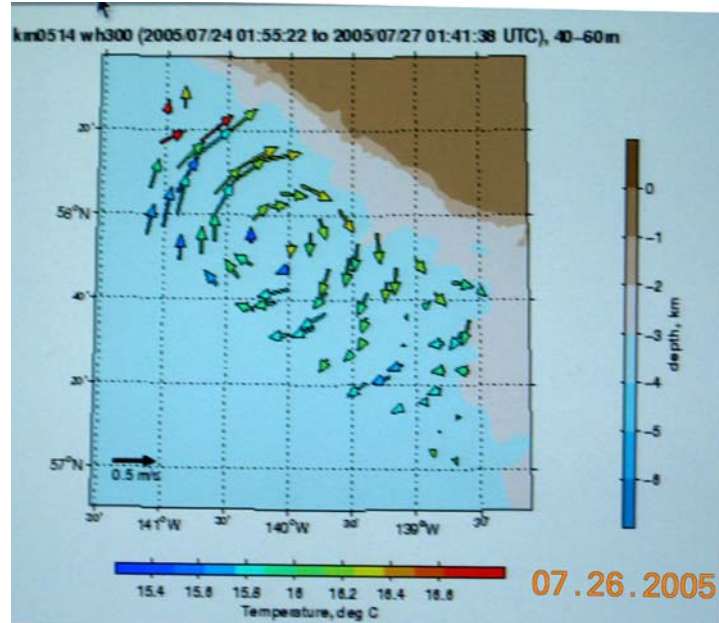 km0514 wh300 (2005/07/24 01:55:22 to 2005/07/27 01:41:38 UTC), 40-60m
20'
58°N
40'
20'
57°N
0.5 m/s
30' 141°W 30' 140°W 30' 139°W 30'
0
-1
-2
-3
-4
-5
-6
depth, km
15.4 15.6 15.8 16 16.2 16.4 16.6
Temperature, deg C
07.26.2005